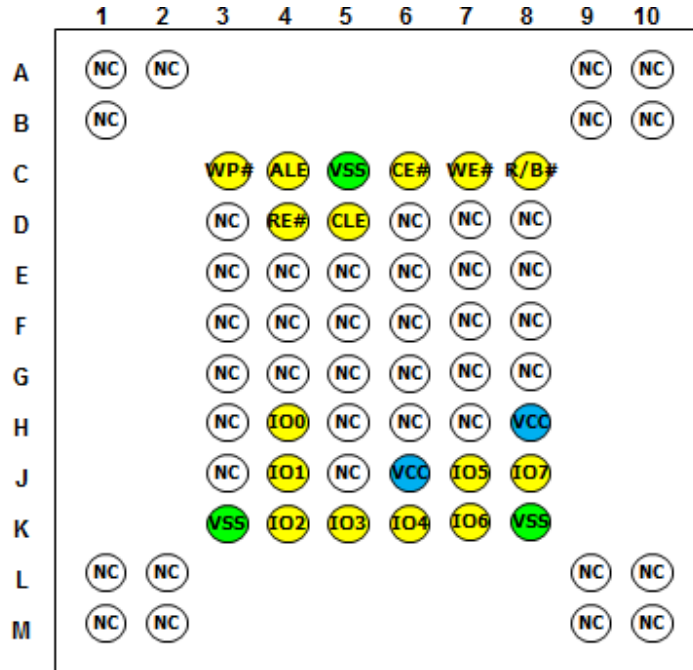 1 2 3 4 5 6 7 8 9 10
A NC NC NC NC
B NC NC NC
C WP# ALE VSS CE# WE# R/B#
D NC RE# CLE NC NC NC
E NC NC NC NC NC NC
F NC NC NC NC NC NC
G NC NC NC NC NC NC
H NC IO0 NC NC NC VCC
J NC IO1 NC VCC IO5 IO7
K VSS IO2 IO3 IO4 IO6 VSS
L NC NC NC NC
M NC NC NC NC